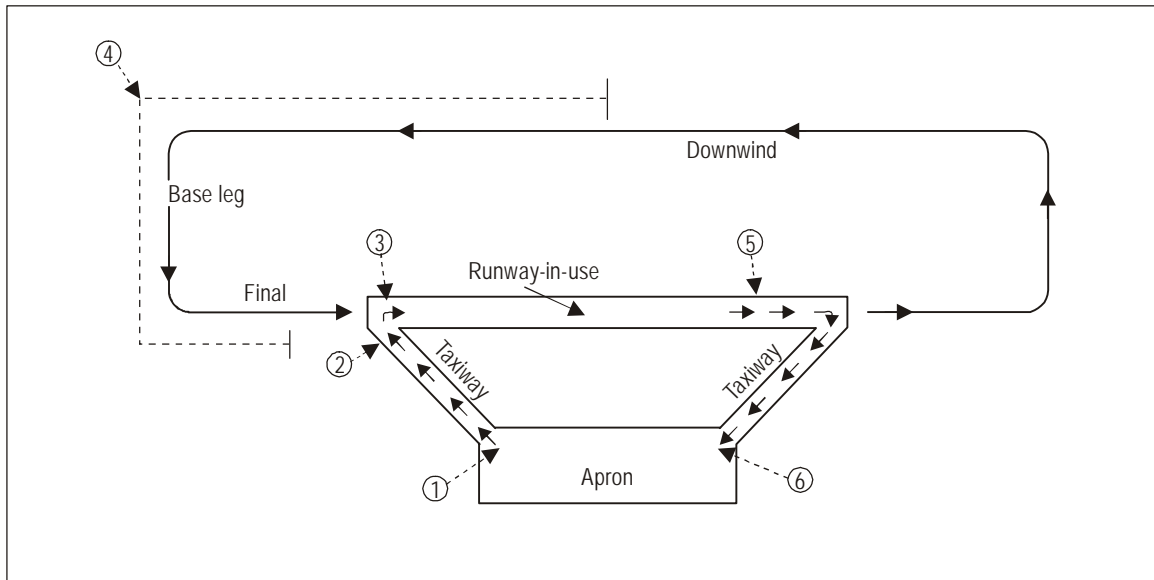 ④
Downwind
Base leg
③
⑤
Runway-in-use
Final
②
Taxiway
Taxiway
①
Apron
⑥